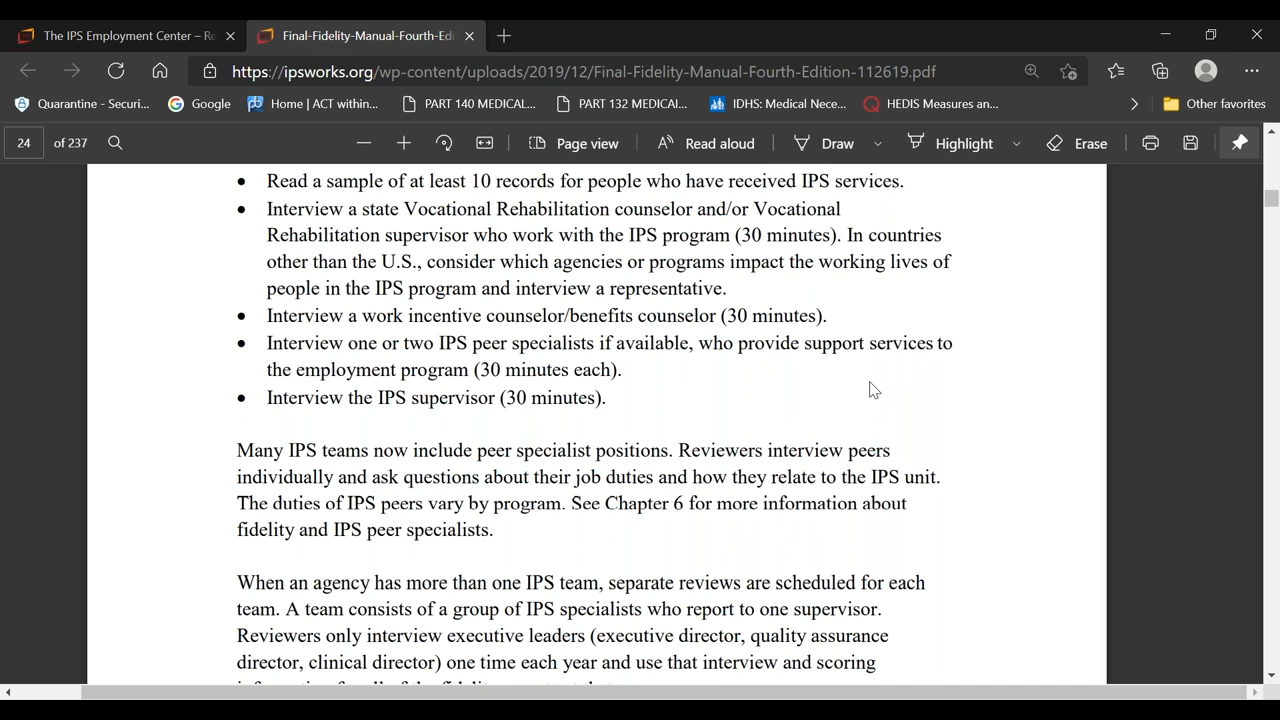 The IPS Employment Center – Re
Final-Fidelity-Manual-Fourth-Edi
https://ipsworks.org/wp-content/uploads/2019/12/Final-Fidelity-Manual-Fourth-Edition-112619.pdf
Quarantine - Securi...
Google
Home | ACT within...
PART 140 MEDICAL...
PART 132 MEDICAL...
IDHS: Medical Nece...
HEDIS Measures an...
Other favorites
24 of 237
Page view
Read aloud
Draw
Highlight
Erase
• Read a sample of at least 10 records for people who have received IPS services.
• Interview a state Vocational Rehabilitation counselor and/or Vocational
Rehabilitation supervisor who work with the IPS program (30 minutes). In countries
other than the U.S., consider which agencies or programs impact the working lives of
people in the IPS program and interview a representative.
• Interview a work incentive counselor/benefits counselor (30 minutes).
• Interview one or two IPS peer specialists if available, who provide support services to
the employment program (30 minutes each).
• Interview the IPS supervisor (30 minutes).
Many IPS teams now include peer specialist positions. Reviewers interview peers
individually and ask questions about their job duties and how they relate to the IPS unit.
The duties of IPS peers vary by program. See Chapter 6 for more information about
fidelity and IPS peer specialists.
When an agency has more than one IPS team, separate reviews are scheduled for each
team. A team consists of a group of IPS specialists who report to one supervisor.
Reviewers only interview executive leaders (executive director, quality assurance
director, clinical director) one time each year and use that interview and scoring